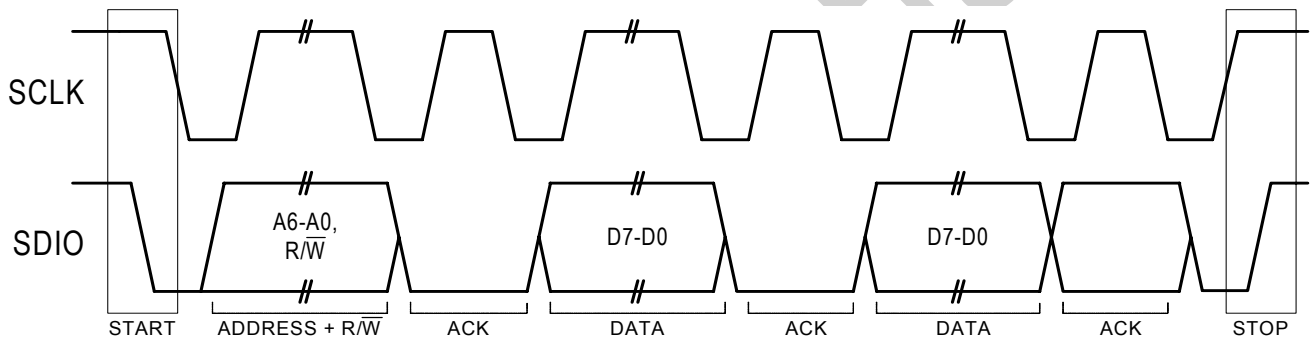 SCLK
SDIO
A6-A0,
R/W̅
D7-D0
D7-D0
START
ADDRESS + R/W̅
ACK
DATA
ACK
DATA
ACK
STOP